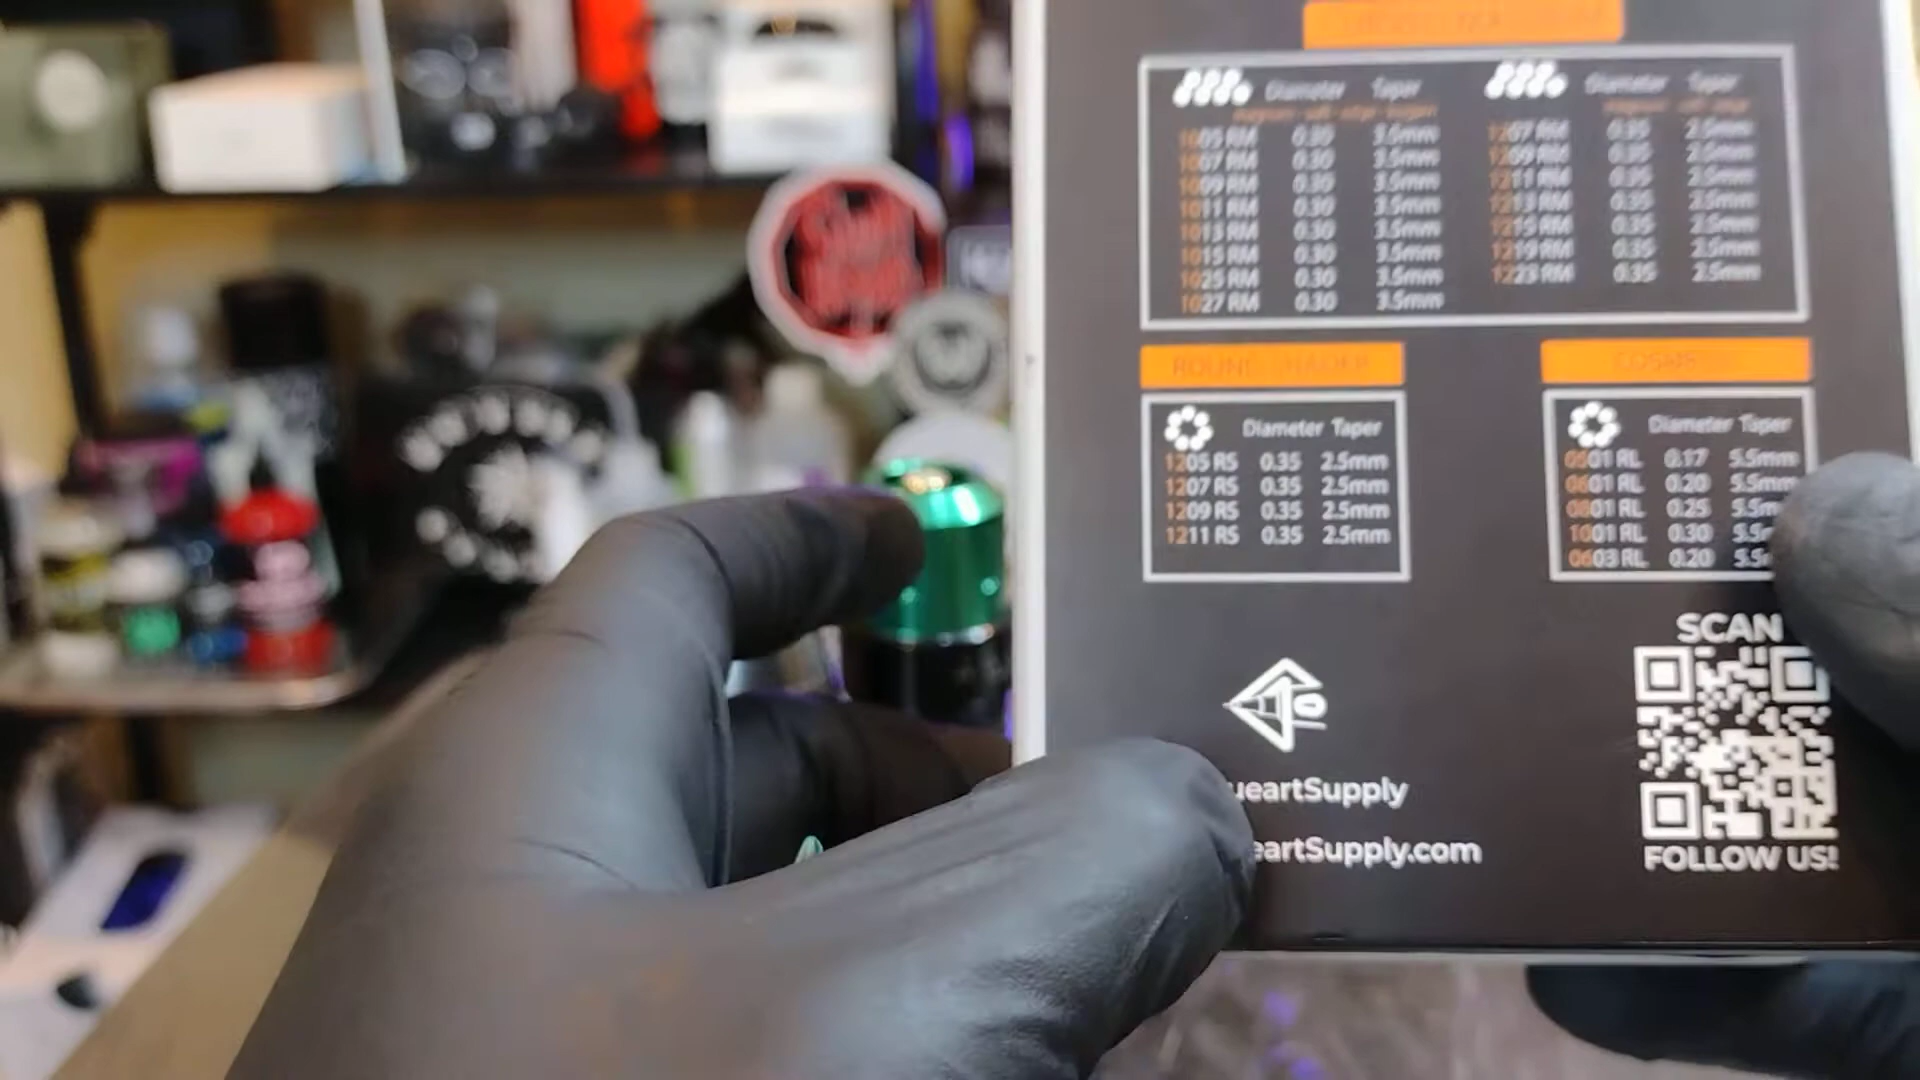 Diameter Taper
1005 RM 0.30 3.5mm
1007 RM 0.30 3.5mm
1009 RM 0.30 3.5mm
1011 RM 0.30 3.5mm
1013 RM 0.30 3.5mm
1015 RM 0.30 3.5mm
1025 RM 0.30 3.5mm
1027 RM 0.30 3.5mm
Diameter Taper
1207 RM 0.35 2.5mm
1209 RM 0.35 2.5mm
1211 RM 0.35 2.5mm
1213 RM 0.35 2.5mm
1215 RM 0.35 2.5mm
1219 RM 0.35 2.5mm
1223 RM 0.35 2.5mm
ROUND SHADER
Diameter Taper
1205 RS 0.35 2.5mm
1207 RS 0.35 2.5mm
1209 RS 0.35 2.5mm
1211 RS 0.35 2.5mm
Diameter Taper
0501 RL 0.17 5.5mm
0601 RL 0.20 5.5mm
0801 RL 0.25 5.5m
1001 RL 0.30 5.5
0603 RL 0.20 5.5
ueartSupply
eartSupply.com
SCAN
FOLLOW US!